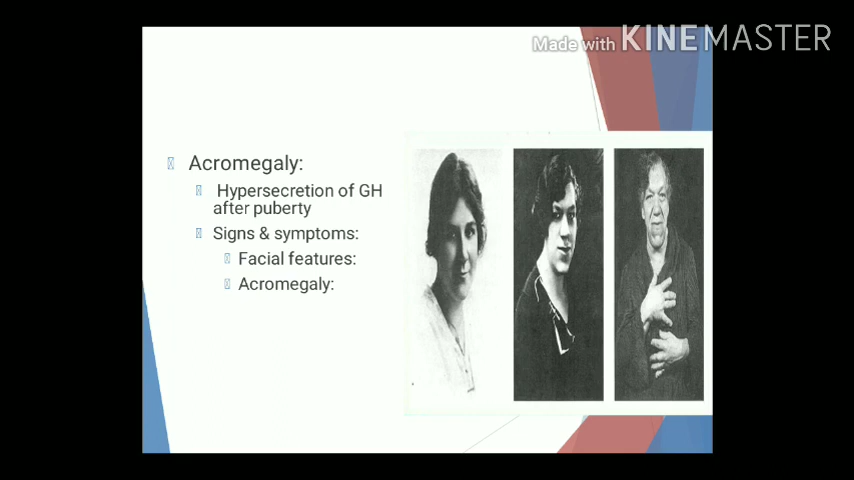 Made with KINEMASTER
Acromegaly:
Hypersecretion of GH
after puberty
Signs & symptoms:
Facial features:
Acromegaly: